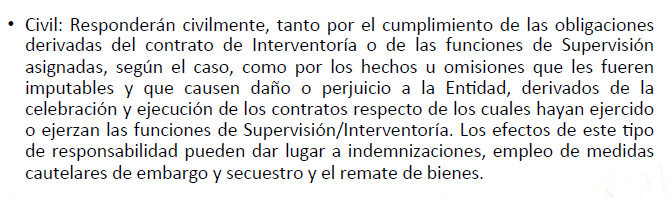 • Civil: Responderán civilmente, tanto por el cumplimiento de las obligaciones
derivadas del contrato de Interventoría o de las funciones de Supervisión
asignadas, según el caso, como por los hechos u omisiones que les fueren
imputables y que causen daño o perjuicio a la Entidad, derivados de la
celebración y ejecución de los contratos respecto de los cuales hayan ejercido
o ejerzan las funciones de Supervisión/Interventoría. Los efectos de este tipo
de responsabilidad pueden dar lugar a indemnizaciones, empleo de medidas
cautelares de embargo y secuestro y el remate de bienes.